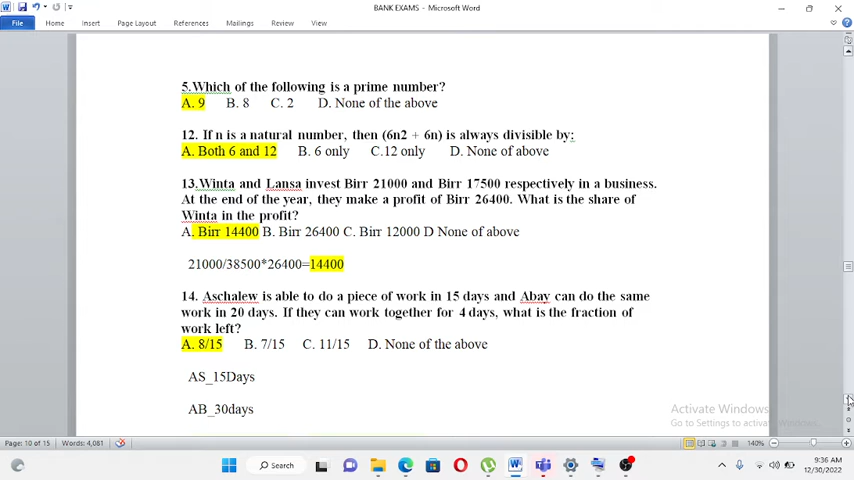 BANK EXAMS - Microsoft Word
File Home Insert Page Layout References Mailings Review View
5.Which of the following is a prime number?
A. 9 B. 8 C. 2 D. None of the above
12. If n is a natural number, then (6n2 + 6n) is always divisible by:
A. Both 6 and 12 B. 6 only C.12 only D. None of above
13.Winta and Lansa invest Birr 21000 and Birr 17500 respectively in a business.
At the end of the year, they make a profit of Birr 26400. What is the share of
Winta in the profit?
A. Birr 14400 B. Birr 26400 C. Birr 12000 D None of above
21000/38500*26400=14400
14. Aschalew is able to do a piece of work in 15 days and Abay can do the same
work in 20 days. If they can work together for 4 days, what is the fraction of
work left?
A. 8/15 B. 7/15 C. 11/15 D. None of the above
AS_15Days
AB_30days
Activate Windows
Go to Settings to activate Windows.
Page: 10 of 15 Words: 4,081 140%
Search
9:36 AM
12/30/2022